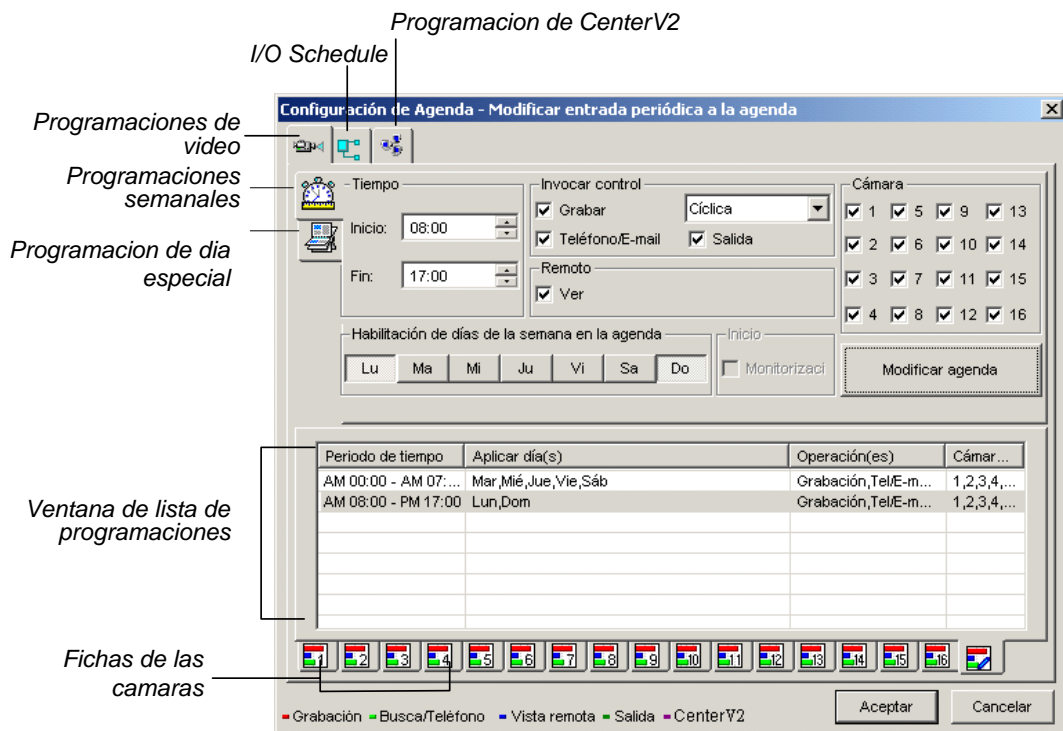 Programacion de CenterV2
I/O Schedule
Configuración de Agenda - Modificar entrada periódica a la agenda
Programaciones de
video
Programaciones
semanales
Programacion de dia
especial
Tiempo
Inicio: 08:00
Fin: 17:00
Invocar control
Grabar Cíclica
Teléfono/E-mail Salida
Remoto
Ver
Cámara
1 5 9 13
2 6 10 14
3 7 11 15
4 8 12 16
Habilitación de días de la semana en la agenda
Lu Ma Mi Ju Vi Sa Do
Inicio
Monitorizaci
Modificar agenda
Periodo de tiempo Aplicar día(s) Operación(es) Cámar...
AM 00:00 - AM 07:... Mar,Mié,Jue,Vie,Sáb Grabación,Tel/E-m... 1,2,3,4,...
AM 08:00 - PM 17:00 Lun,Dom Grabación,Tel/E-m... 1,2,3,4,...
Ventana de lista de
programaciones
1 2 3 4 5 6 7 8 9 10 11 12 13 14 15 16
Fichas de las
camaras
Grabación Busca/Teléfono Vista remota Salida CenterV2
Aceptar Cancelar